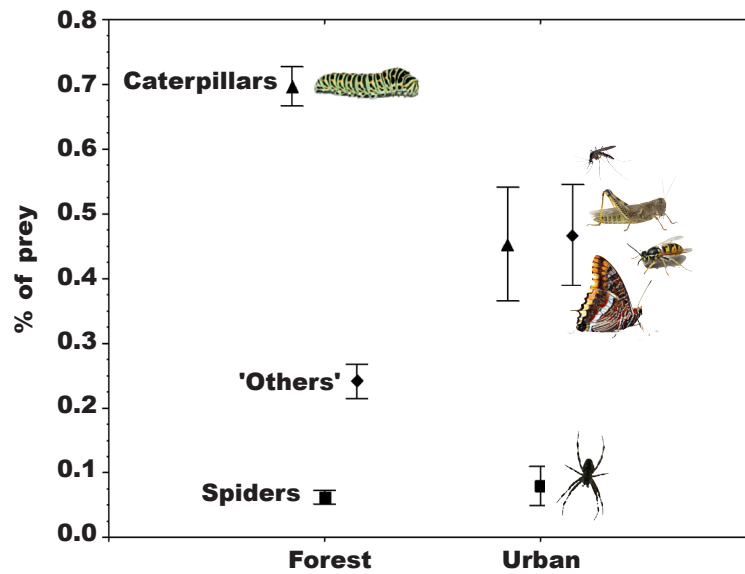 % of prey
0.8
0.7
0.6
0.5
0.4
0.3
0.2
0.1
0.0
Caterpillars
'Others'
Spiders
Forest
Urban